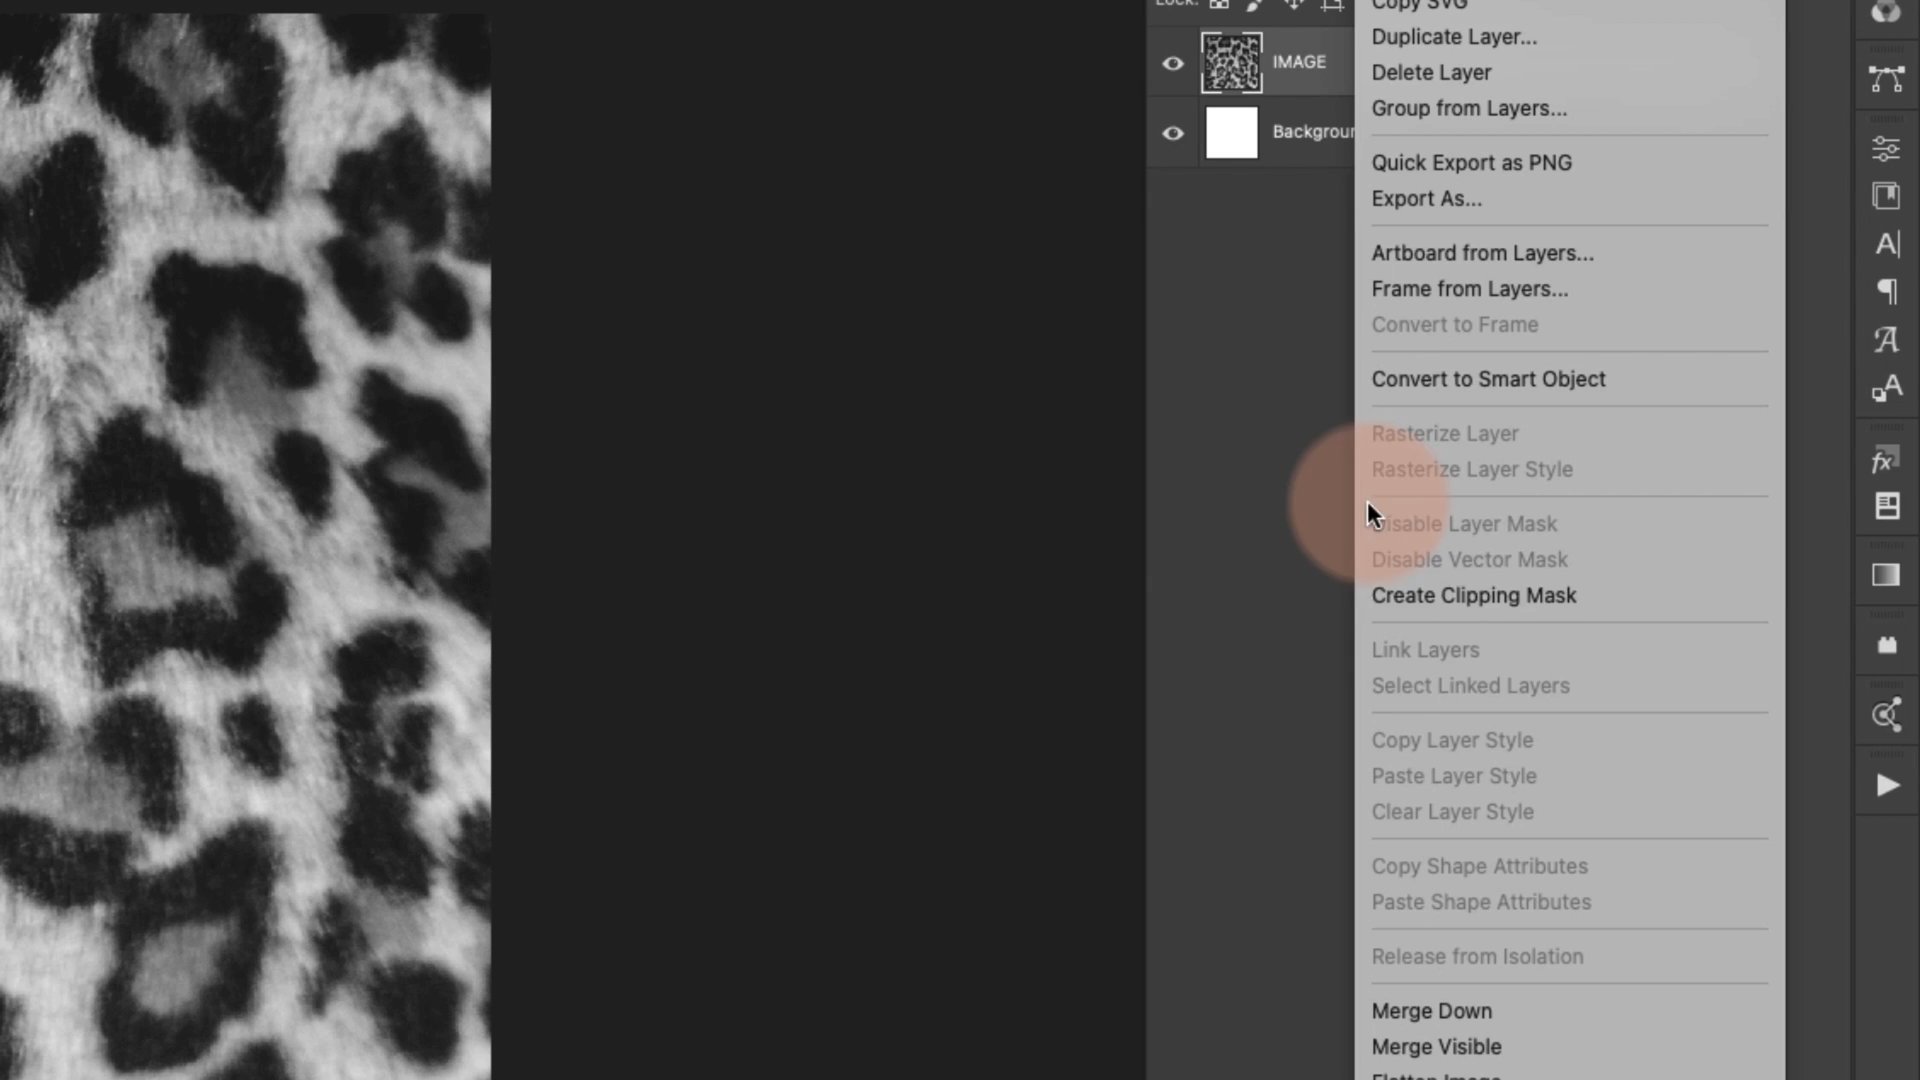 Lock:
IMAGE
Backgroun
Copy SVG
Duplicate Layer...
Delete Layer
Group from Layers...
Quick Export as PNG
Export As...
Artboard from Layers...
Frame from Layers...
Convert to Frame
Convert to Smart Object
Rasterize Layer
Rasterize Layer Style
Disable Layer Mask
Disable Vector Mask
Create Clipping Mask
Link Layers
Select Linked Layers
Copy Layer Style
Paste Layer Style
Clear Layer Style
Copy Shape Attributes
Paste Shape Attributes
Release from Isolation
Merge Down
Merge Visible
Flatten Image